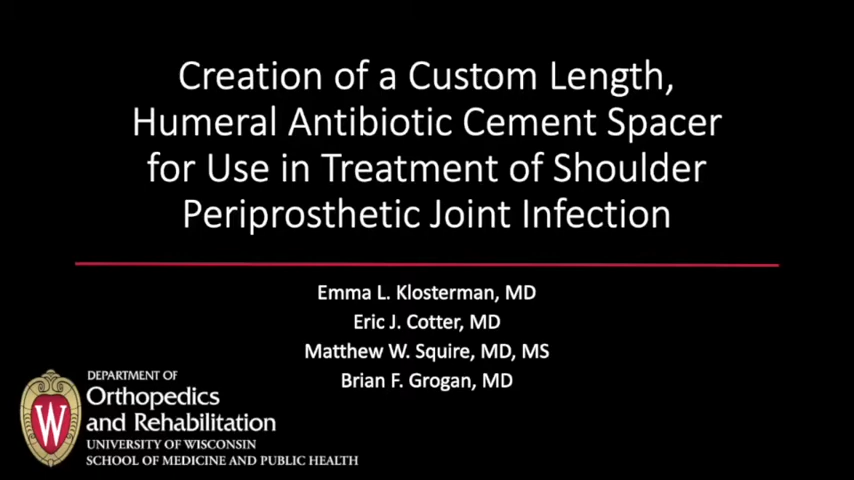 Creation of a Custom Length,
Humeral Antibiotic Cement Spacer
for Use in Treatment of Shoulder
Periprosthetic Joint Infection
Emma L. Klosterman, MD
Eric J. Cotter, MD
Matthew W. Squire, MD, MS
Brian F. Grogan, MD
W
DEPARTMENT OF
Orthopedics
and Rehabilitation
UNIVERSITY OF WISCONSIN
SCHOOL OF MEDICINE AND PUBLIC HEALTH